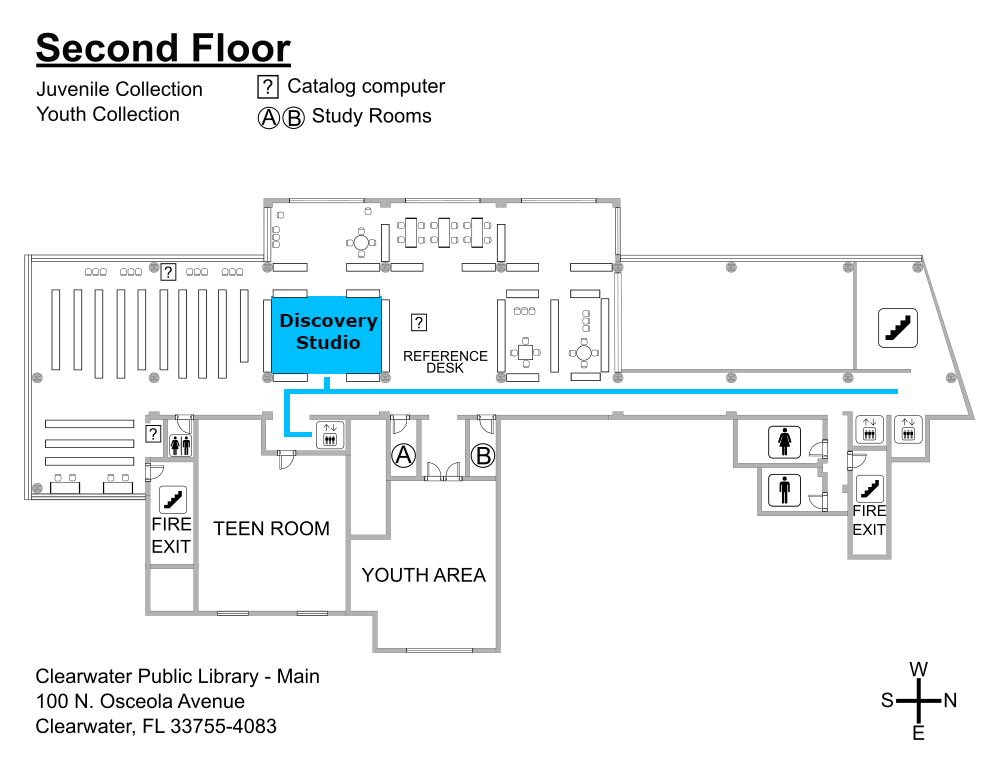 Second Floor
Juvenile Collection
Youth Collection
? Catalog computer
A B Study Rooms
?
Discovery
Studio
?
REFERENCE
DESK
?
A
B
FIRE
EXIT
TEEN ROOM
YOUTH AREA
FIRE
EXIT
Clearwater Public Library - Main
100 N. Osceola Avenue
Clearwater, FL 33755-4083
W
S N
E